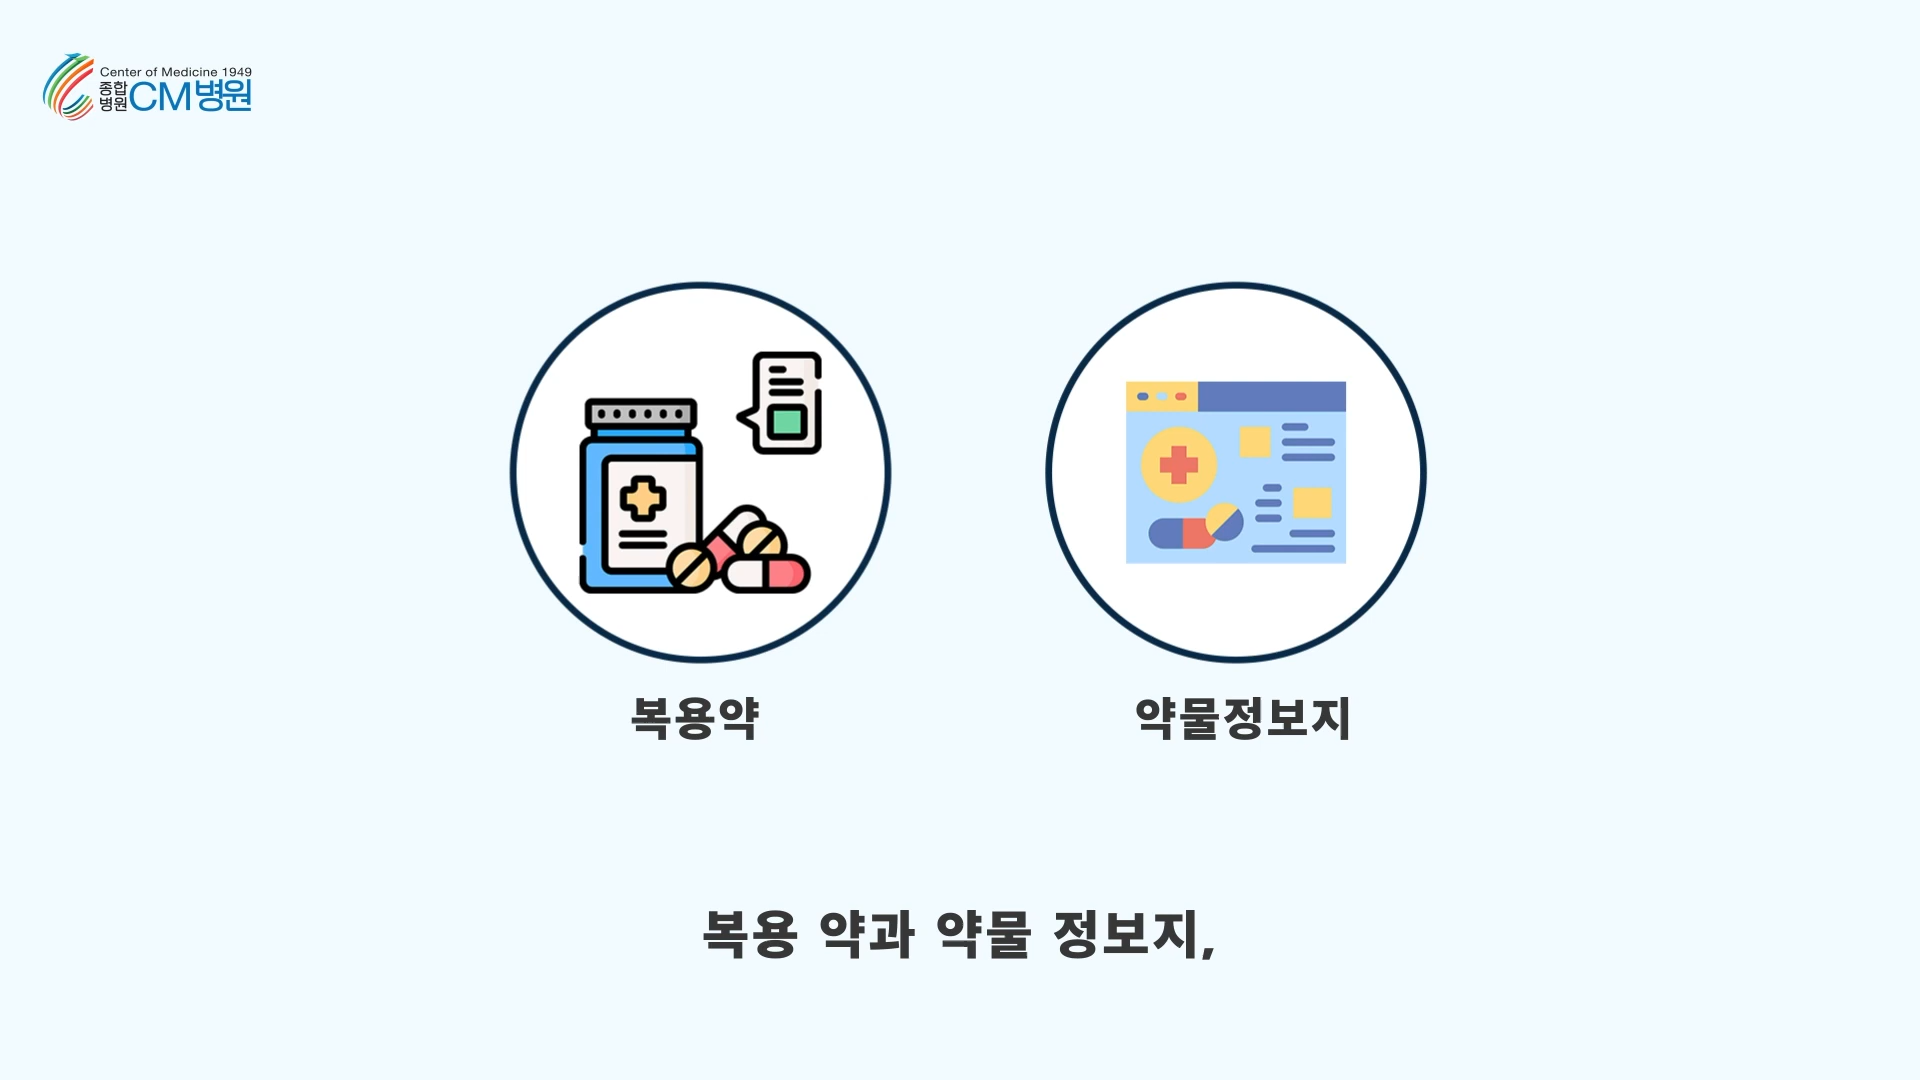 Center of Medicine 1949
종합
병원
CM병원
복용약
약물정보지
복용 약과 약물 정보지,